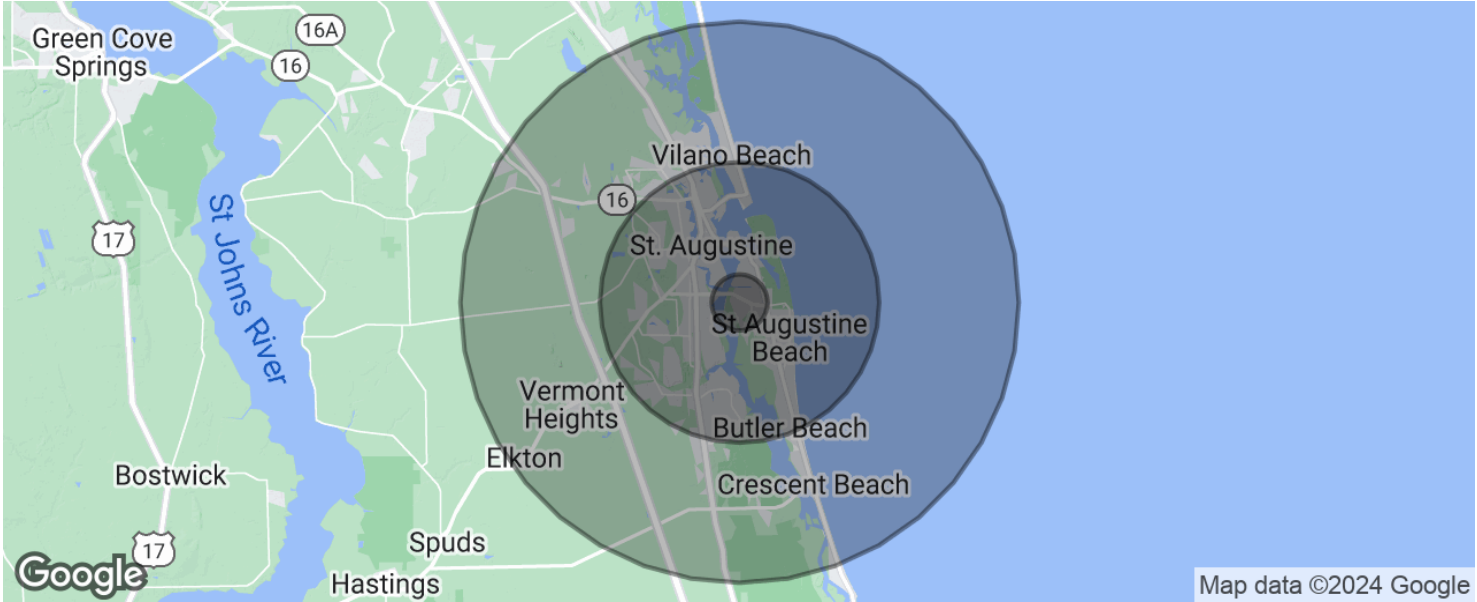 Green Cove
Springs
16A
16
Vilano Beach
16
17
St Johns River
St. Augustine
St Augustine
Beach
Vermont
Heights
Butler Beach
Elkton
Bostwick
Crescent Beach
17
Spuds
Hastings
Google
Map data ©2024 Google